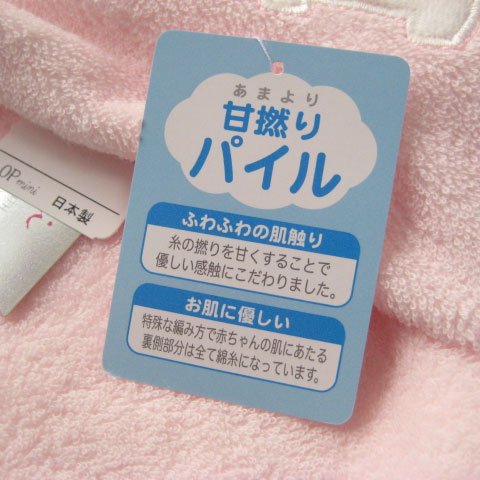 あまより
甘撚り
パイル
ふわふわの肌触り
糸の撚りを甘くすることで
優しい感触にこだわりました。
お肌に優しい
特殊な編み方で赤ちゃんの肌にあたる
裏側部分は全て綿糸になっています。
OP mini
日本製